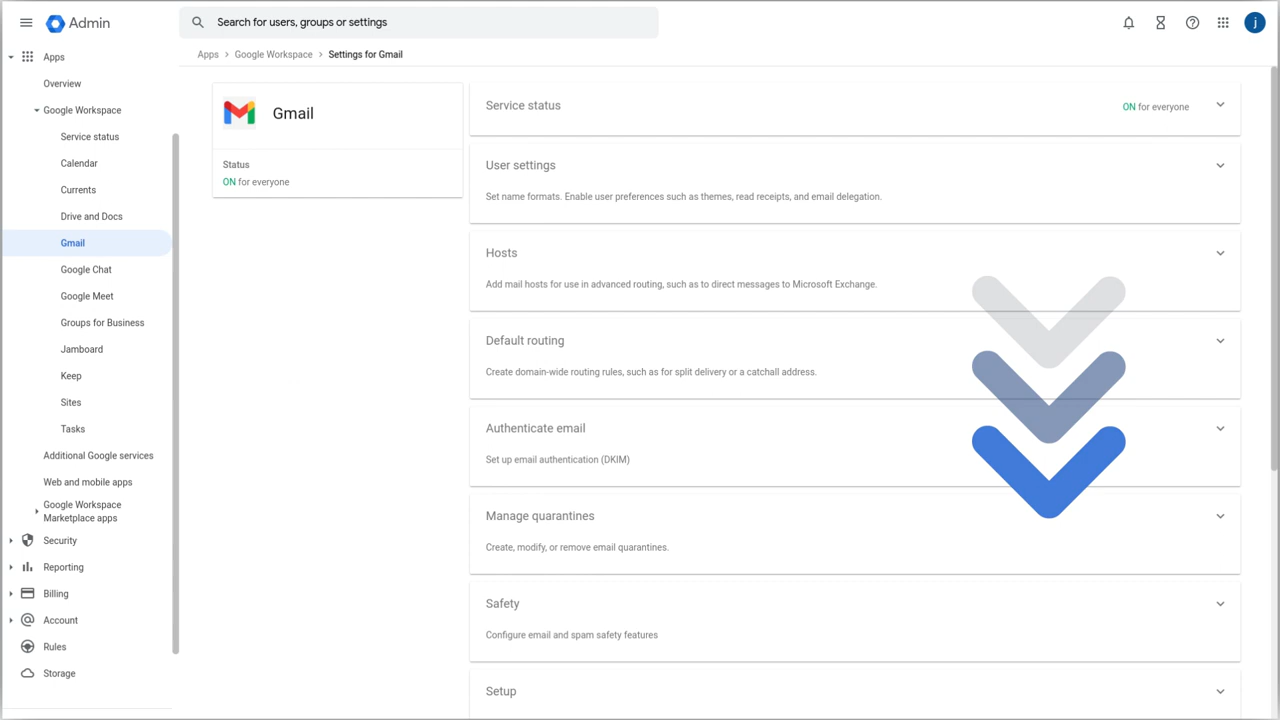 Admin
Search for users, groups or settings
j
Apps
Overview
Google Workspace
Service status
Calendar
Currents
Drive and Docs
Gmail
Google Chat
Google Meet
Groups for Business
Jamboard
Keep
Sites
Tasks
Additional Google services
Web and mobile apps
Google Workspace
Marketplace apps
Security
Reporting
Billing
Account
Rules
Storage
Apps > Google Workspace > Settings for Gmail
Gmail
Status
ON for everyone
Service status
ON for everyone
User settings
Set name formats. Enable user preferences such as themes, read receipts, and email delegation.
Hosts
Add mail hosts for use in advanced routing, such as to direct messages to Microsoft Exchange.
Default routing
Create domain-wide routing rules, such as for split delivery or a catchall address.
Authenticate email
Set up email authentication (DKIM)
Manage quarantines
Create, modify, or remove email quarantines.
Safety
Configure email and spam safety features
Setup